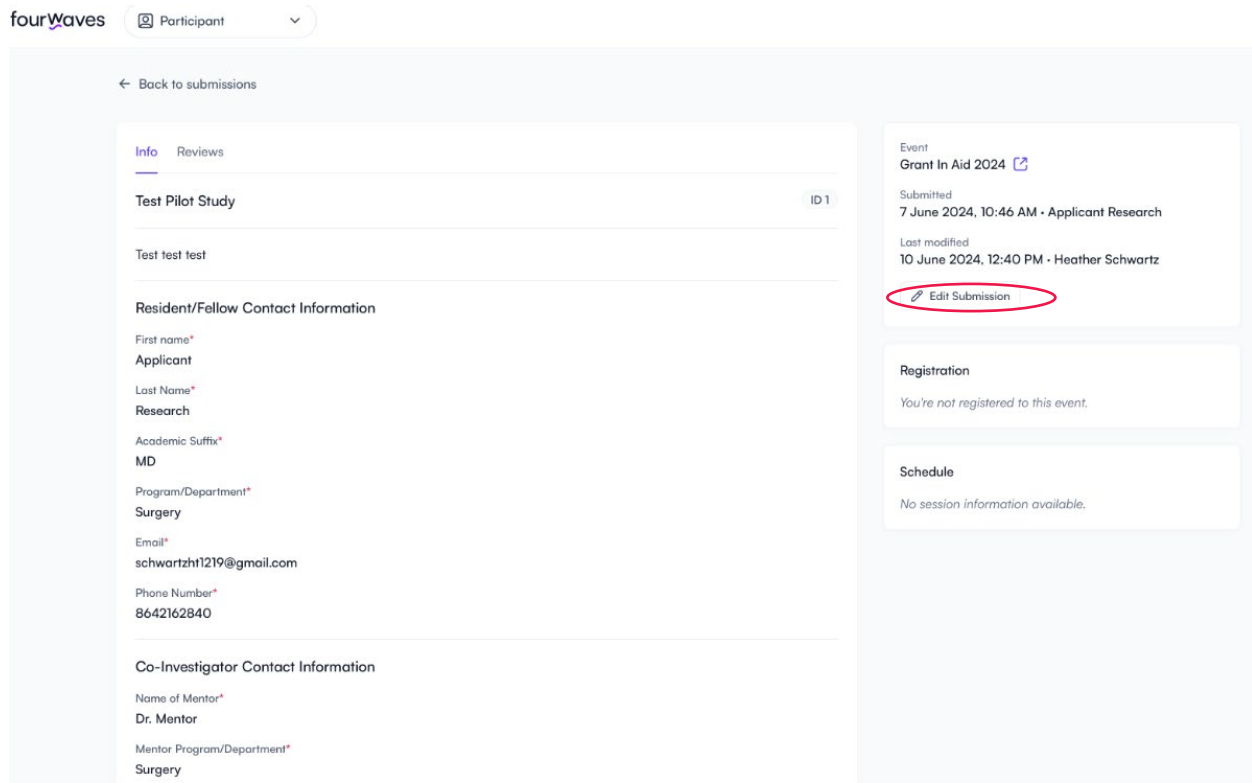 fourwaves
Participant
Back to submissions
Info Reviews
Test Pilot Study ID 1
Test test test
Resident/Fellow Contact Information
First name*
Applicant
Last Name*
Research
Academic Suffix*
MD
Program/Department*
Surgery
Email*
schwartzht1219@gmail.com
Phone Number*
8642162840
Co-Investigator Contact Information
Name of Mentor*
Dr. Mentor
Mentor Program/Department*
Surgery
Event
Grant In Aid 2024
Submitted
7 June 2024, 10:46 AM • Applicant Research
Last modified
10 June 2024, 12:40 PM • Heather Schwartz
Edit Submission
Registration
You're not registered to this event.
Schedule
No session information available.